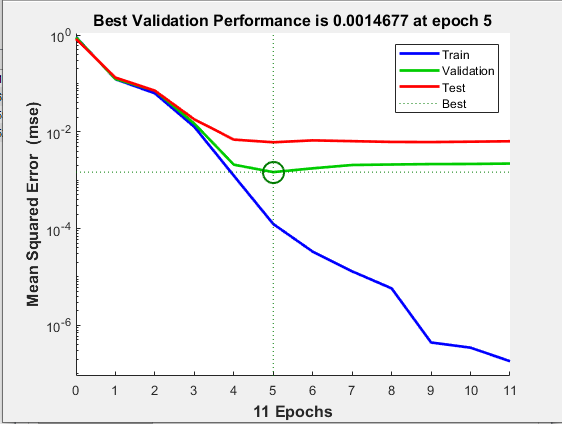 Best Validation Performance is 0.0014677 at epoch 5
Mean Squared Error (mse)
10^0
10^-2
10^-4
10^-6
Train
Validation
Test
Best
0 1 2 3 4 5 6 7 8 9 10 11
11 Epochs